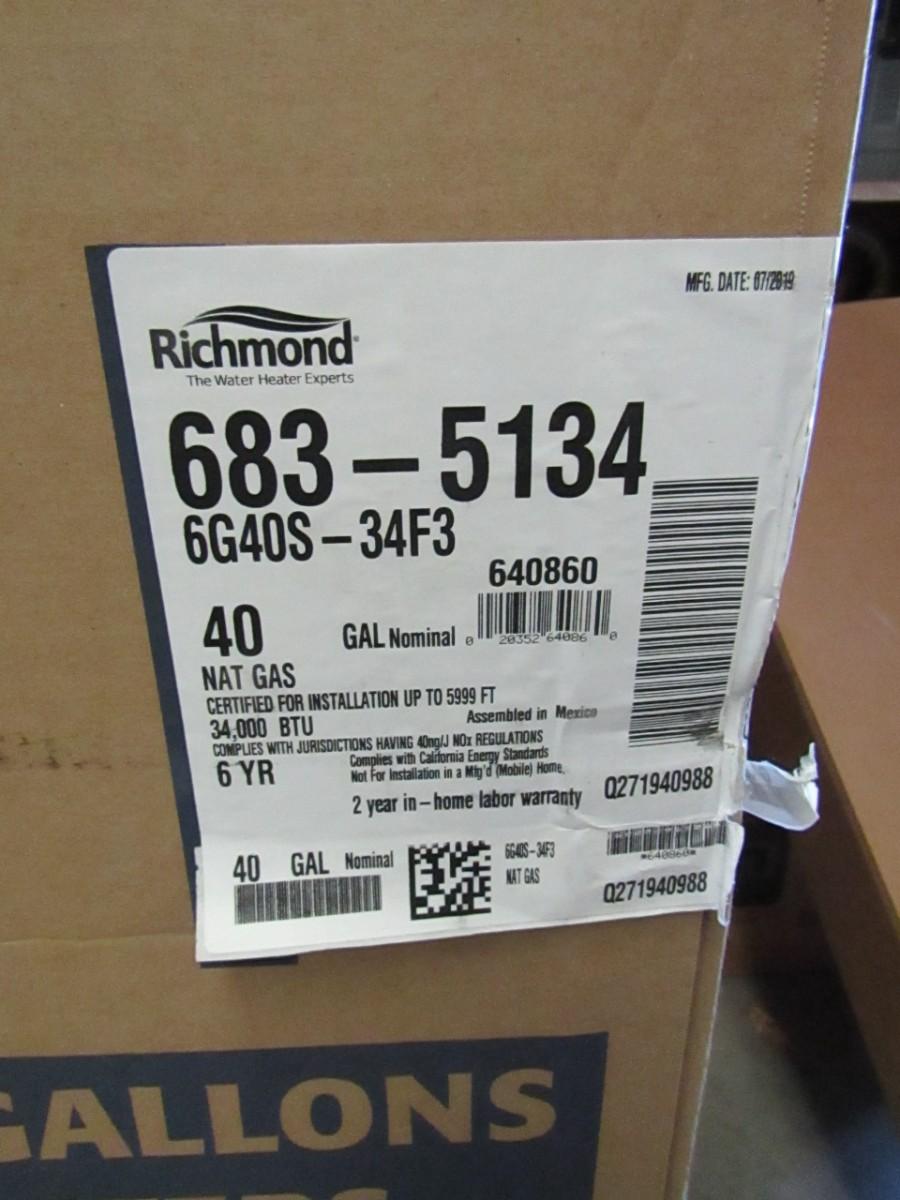 MFG. DATE: 07/2019
Richmond®
The Water Heater Experts
683-5134
6G40S-34F3
640860
40 GAL Nominal
0 20352 64086 0
NAT GAS
CERTIFIED FOR INSTALLATION UP TO 5999 FT
34,000 BTU Assembled in Mexico
COMPLIES WITH JURISDICTIONS HAVING 40ng/J NOx REGULATIONS
Complies with California Energy Standards
6 YR Not For Installation in a Mfg'd (Mobile) Home.
2 year in-home labor warranty Q271940988
40 GAL Nominal 6G40S-34F3
*640860*
NAT GAS
Q271940988
GALLONS